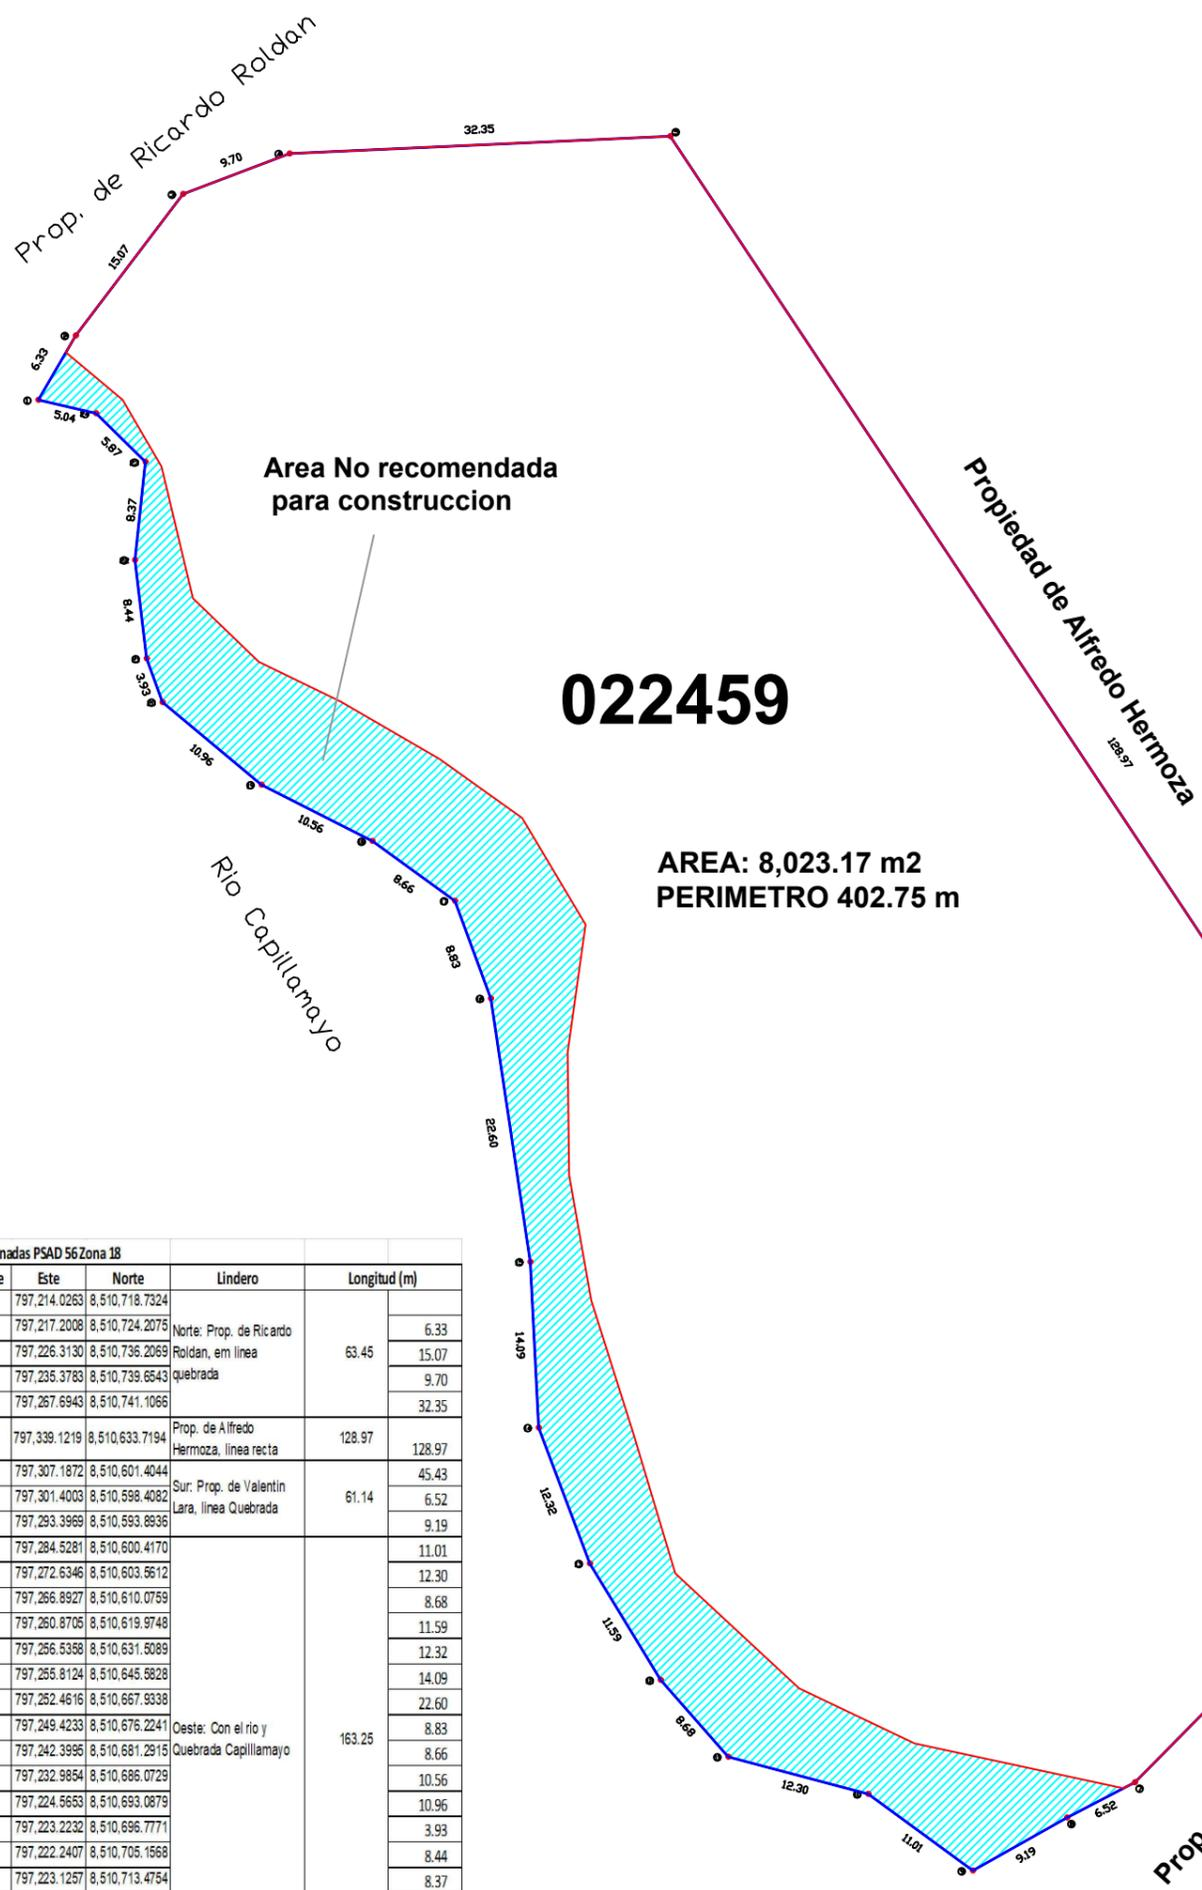 Prop. de Ricardo Roldan
32.35
9.70
15.07
6.33
5.04
5.87
8.37
8.44
3.93
10.96
10.56
8.66
8.83
22.60
14.09
12.32
11.59
8.68
12.30
11.01
9.19
6.52
Area No recomendada
para construccion
022459
Propiedad de Alfredo Hermoza
128.97
AREA: 8,023.17 m2
PERIMETRO 402.75 m
Rio Capillamayo
Prop
nadas PSAD 56 Zona 18
e Este Norte Lindero Longitud (m)
797,214.0263 8,510,718.7324
797,217.2008 8,510,724.2075 6.33
797,226.3130 8,510,736.2069 15.07
797,235.3783 8,510,739.6543 9.70
797,267.6943 8,510,741.1066 32.35
Norte: Prop. de Ricardo
Roldan, em linea
quebrada
63.45
797,339.1219 8,510,633.7194 128.97
Prop. de Alfredo
Hermoza, linea recta
128.97
797,307.1872 8,510,601.4044 45.43
797,301.4003 8,510,598.4082 6.52
797,293.3969 8,510,593.8936 9.19
Sur: Prop. de Valentin
Lara, linea Quebrada
61.14
797,284.5281 8,510,600.4170 11.01
797,272.6346 8,510,603.5612 12.30
797,266.8927 8,510,610.0759 8.68
797,260.8705 8,510,619.9748 11.59
797,256.5358 8,510,631.5089 12.32
797,255.8124 8,510,645.5828 14.09
797,252.4616 8,510,667.9338 22.60
797,249.4233 8,510,676.2241 8.83
797,242.3995 8,510,681.2915 8.66
797,232.9854 8,510,686.0729 10.56
797,224.5653 8,510,693.0879 10.96
797,223.2232 8,510,696.7771 3.93
797,222.2407 8,510,705.1568 8.44
797,223.1257 8,510,713.4754 8.37
Oeste: Con el rio y
Quebrada Capilllamayo
163.25